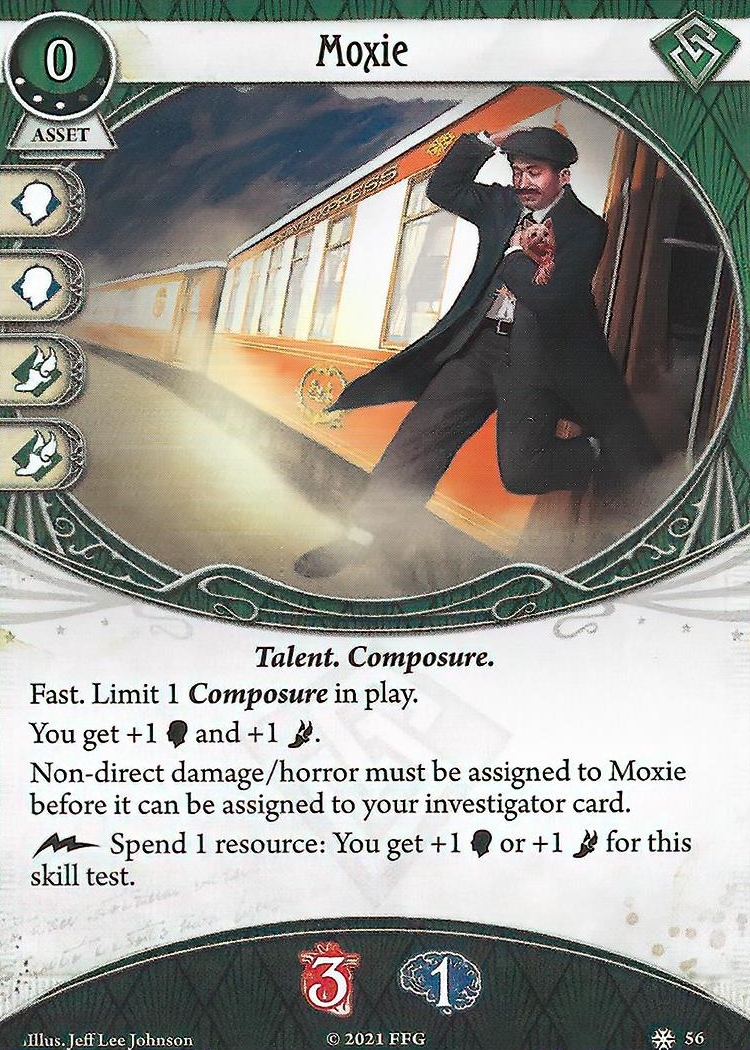 0
Moxie
ASSET
EXPRESS
Talent. Composure.
Fast. Limit 1 Composure in play.
You get +1 and +1 .
Non-direct damage/horror must be assigned to Moxie
before it can be assigned to your investigator card.
Spend 1 resource: You get +1 or +1 for this
skill test.
3
1
Illus. Jeff Lee Johnson
© 2021 FFG
56